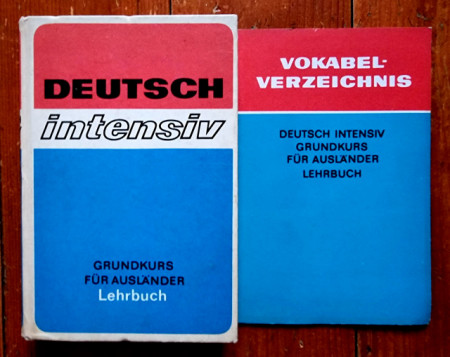 DEUTSCH
intensiv
GRUNDKURS
FÜR AUSLÄNDER
Lehrbuch
VOKABEL-
VERZEICHNIS
DEUTSCH INTENSIV
GRUNDKURS
FÜR AUSLÄNDER
LEHRBUCH